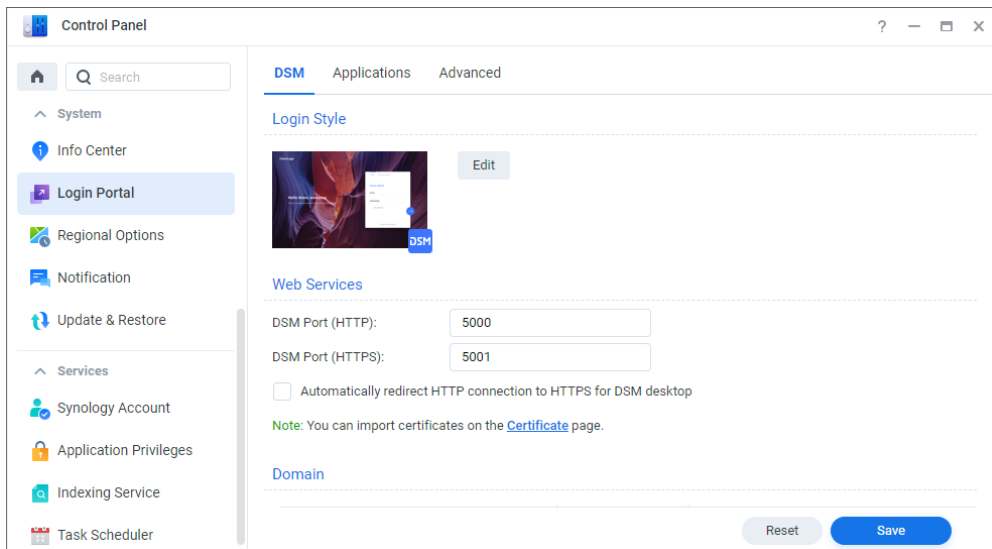 Control Panel
?
Search
System
Info Center
Login Portal
Regional Options
Notification
Update & Restore
Services
Synology Account
Application Privileges
Indexing Service
Task Scheduler
DSM Applications Advanced
Login Style
DSM
Edit
Web Services
DSM Port (HTTP): 5000
DSM Port (HTTPS): 5001
Automatically redirect HTTP connection to HTTPS for DSM desktop
Note: You can import certificates on the Certificate page.
Domain
Reset Save